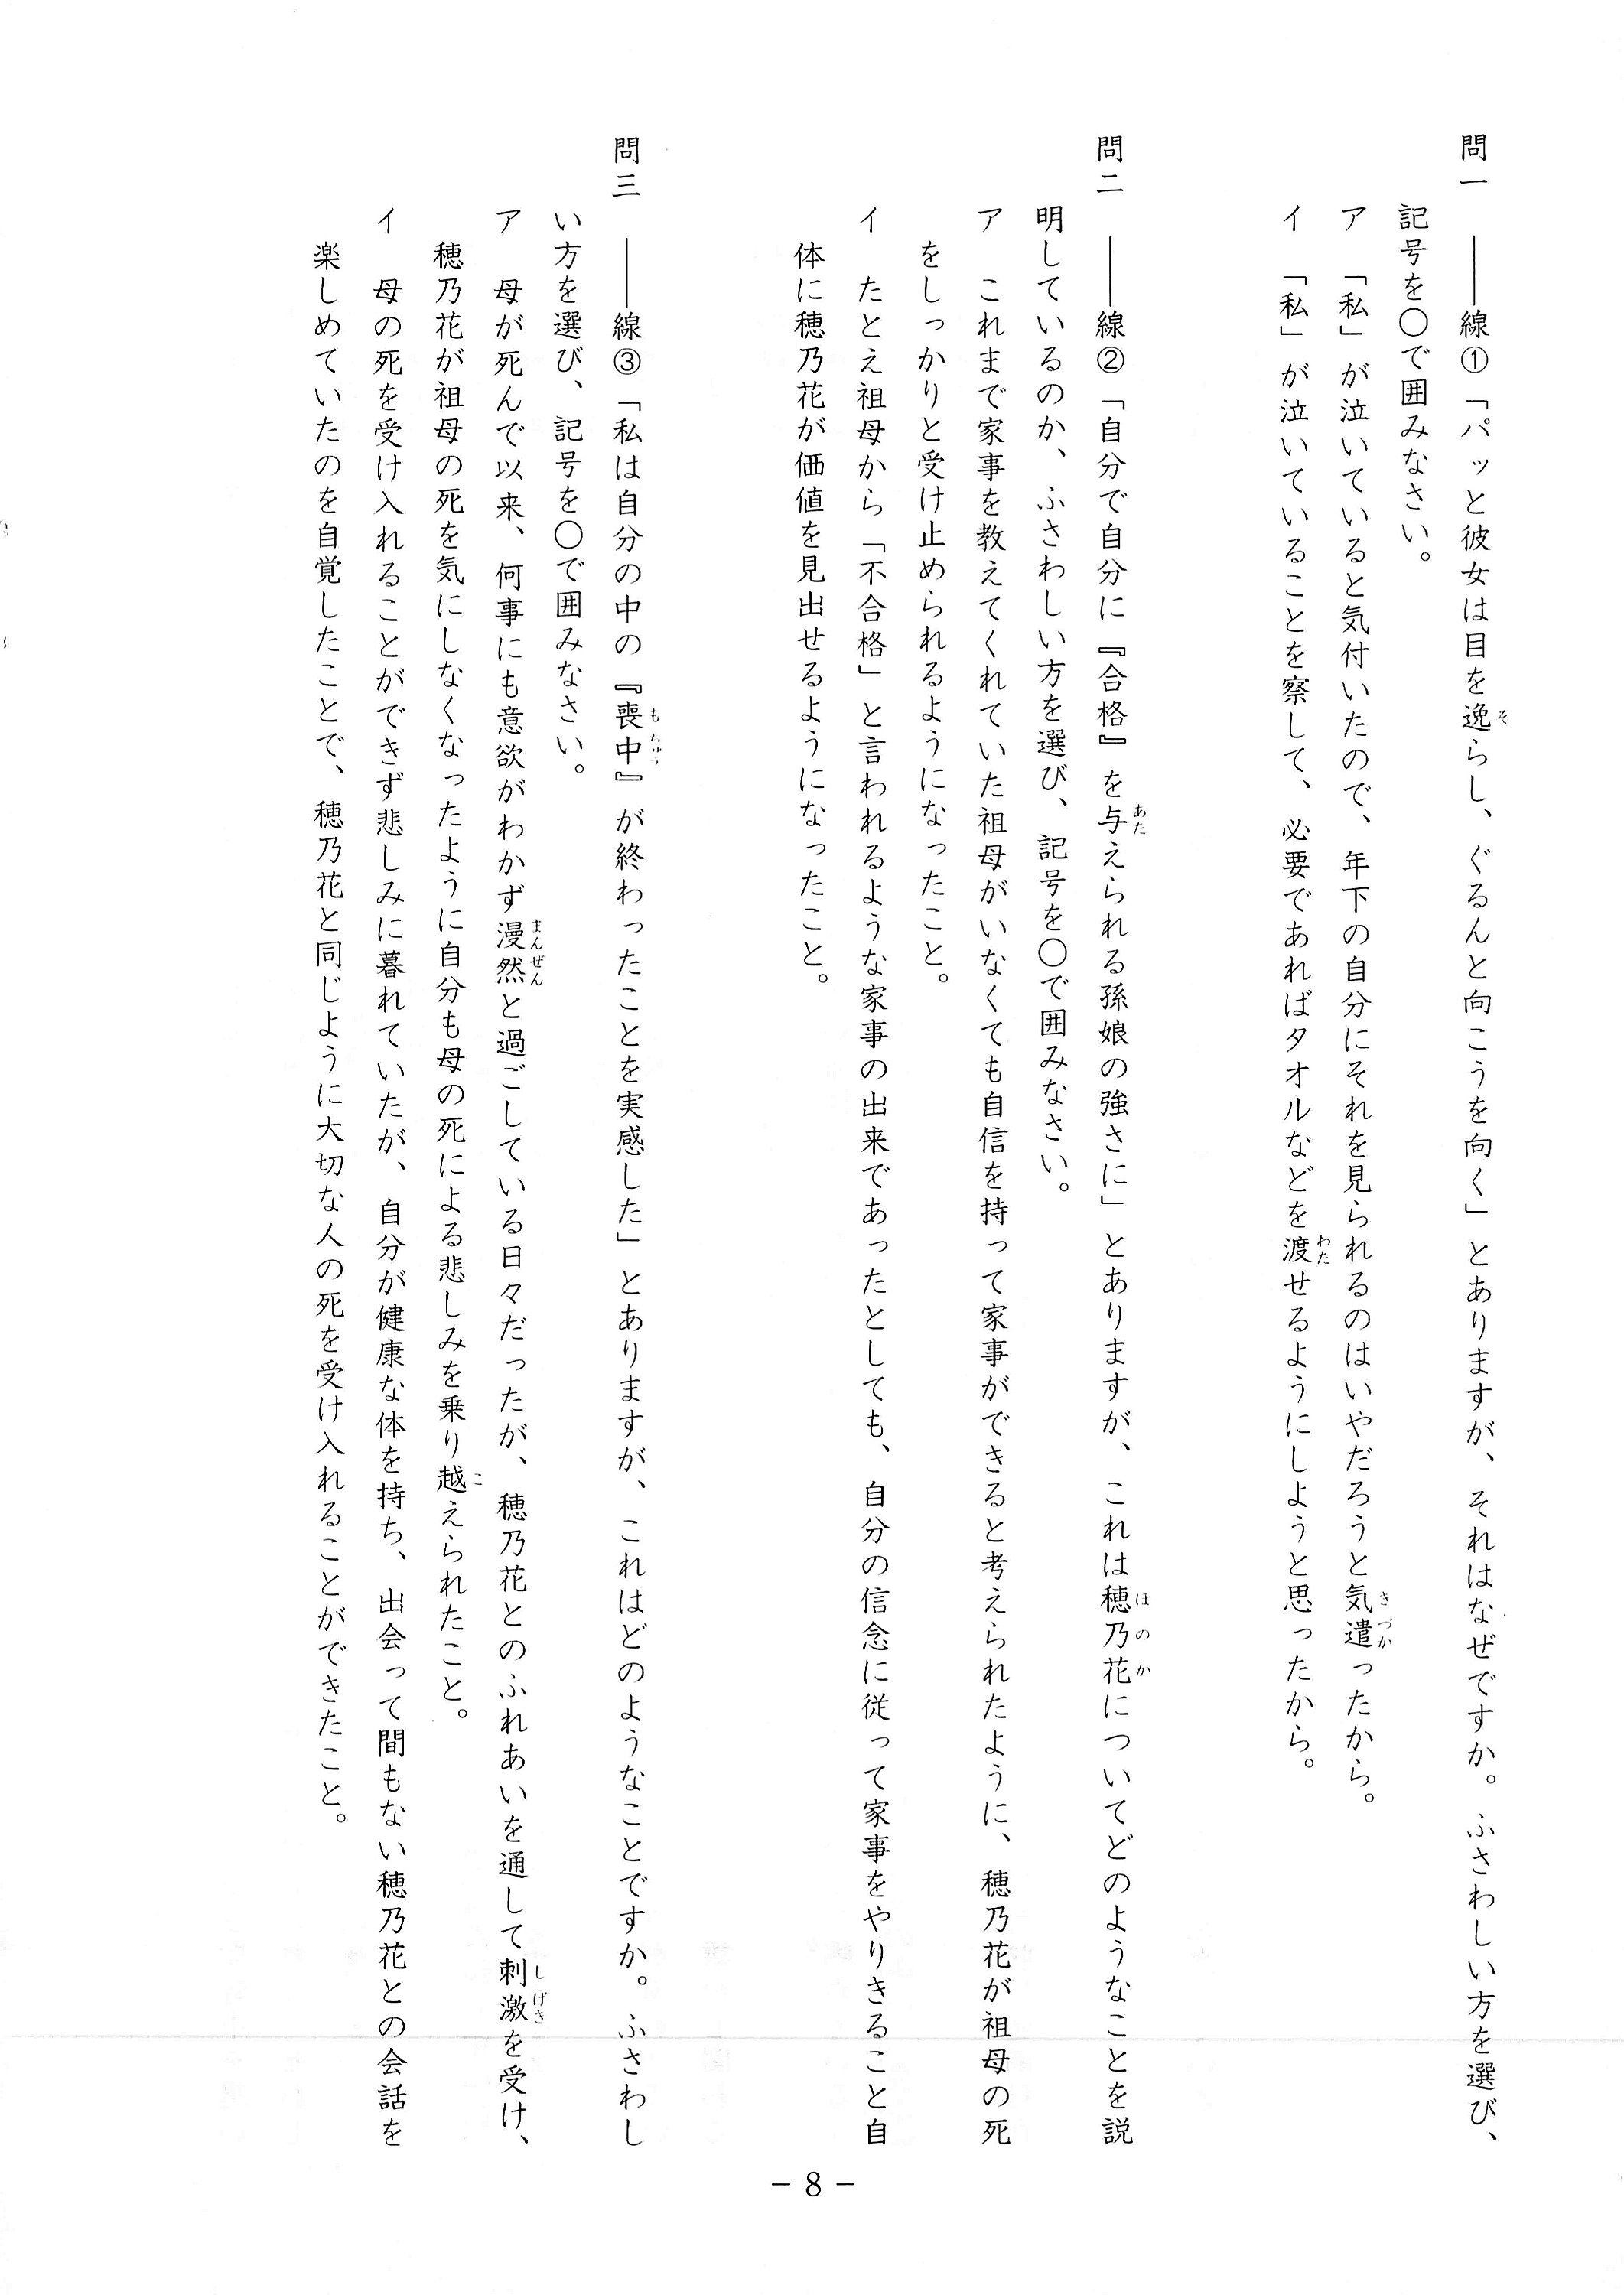 問一　――線①「パッと彼女は目を逸らし、ぐるんと向こうを向く」とありますが、それはなぜですか。ふさわしい方を選び、
記号を〇で囲みなさい。
ア　「私」が泣いていると気付いたので、年下の自分にそれを見られるのはいやだろうと気遣ったから。
イ　「私」が泣いていることを察して、必要であればタオルなどを渡せるようにしようと思ったから。
問二　――線②「自分で自分に『合格』を与えられる孫娘の強さに」とありますが、これは穂乃花についてどのようなことを説
明しているのか、ふさわしい方を選び、記号を〇で囲みなさい。
ア　これまで家事を教えてくれていた祖母がいなくても自信を持って家事ができると考えられたように、穂乃花が祖母の死
をしっかりと受け止められるようになったこと。
イ　たとえ祖母から「不合格」と言われるような家事の出来であったとしても、自分の信念に従って家事をやりきること自
体に穂乃花が価値を見出せるようになったこと。
問三　――線③「私は自分の中の『喪中』が終わったことを実感した」とありますが、これはどのようなことですか。ふさわし
い方を選び、記号を〇で囲みなさい。
ア　母が死んで以来、何事にも意欲がわかず漫然と過ごしている日々だったが、穂乃花とのふれあいを通して刺激を受け、
穂乃花が祖母の死を気にしなくなったように自分も母の死による悲しみを乗り越えられたこと。
イ　母の死を受け入れることができず悲しみに暮れていたが、自分が健康な体を持ち、出会って間もない穂乃花との会話を
楽しめていたのを自覚したことで、穂乃花と同じように大切な人の死を受け入れることができたこと。
－8－